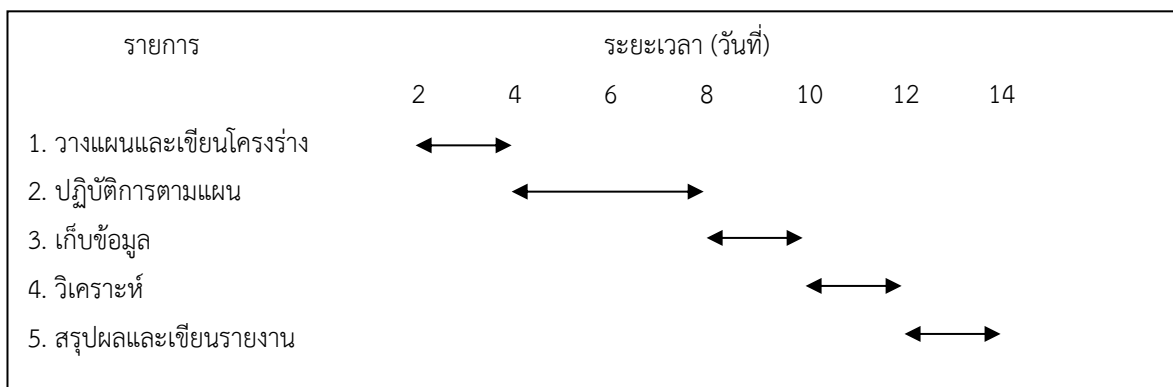 รายการ ระยะเวลา (วันที่)
2 4 6 8 10 12 14
1. วางแผนและเขียนโครงร่าง
2. ปฏิบัติการตามแผน
3. เก็บข้อมูล
4. วิเคราะห์
5. สรุปผลและเขียนรายงาน